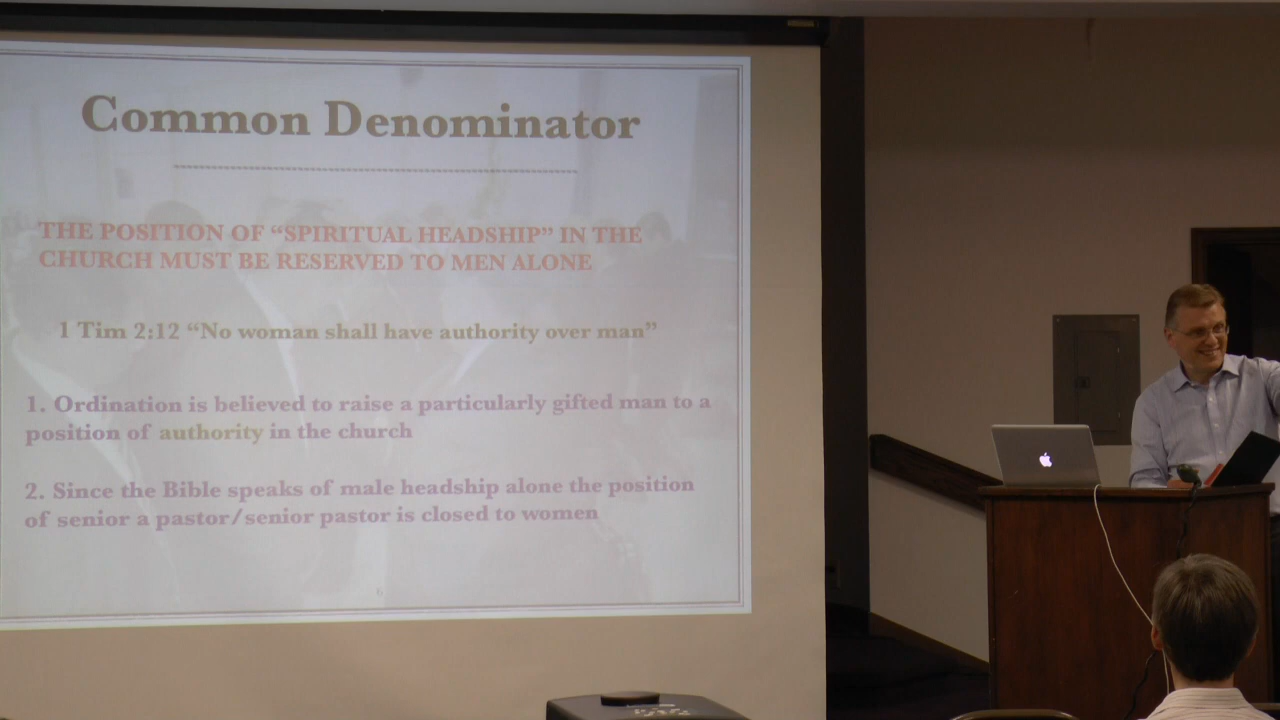 Common Denominator
THE POSITION OF “SPIRITUAL HEADSHIP” IN THE
CHURCH MUST BE RESERVED TO MEN ALONE
1 Tim 2:12 “No woman shall have authority over man”
1. Ordination is believed to raise a particularly gifted man to a
position of authority in the church
2. Since the Bible speaks of male headship alone the position
of senior a pastor/senior pastor is closed to women